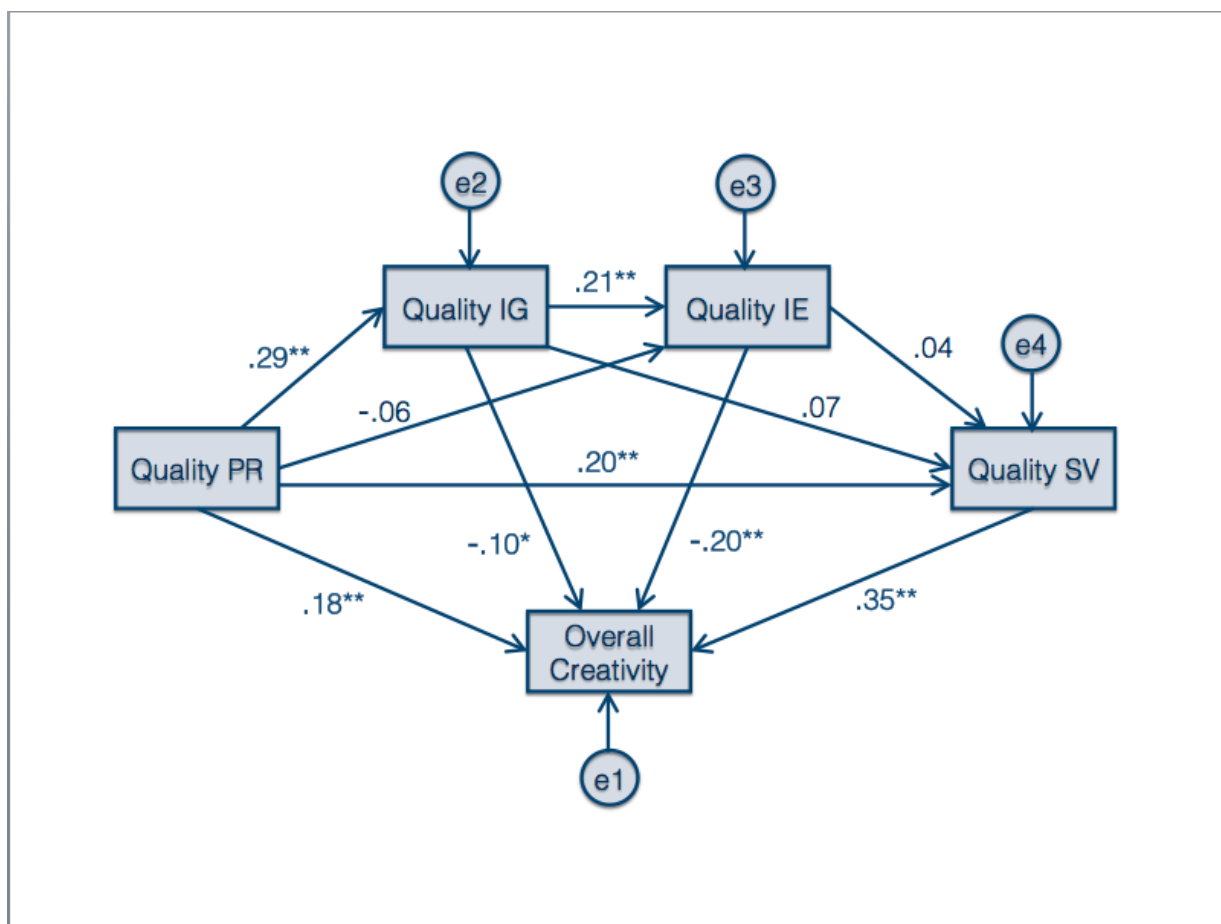 e2
e3
.21**
Quality IG
Quality IE
e4
.29**
.04
-.06
.07
Quality PR
.20**
Quality SV
-.10*
-.20**
.18**
.35**
Overall
Creativity
e1